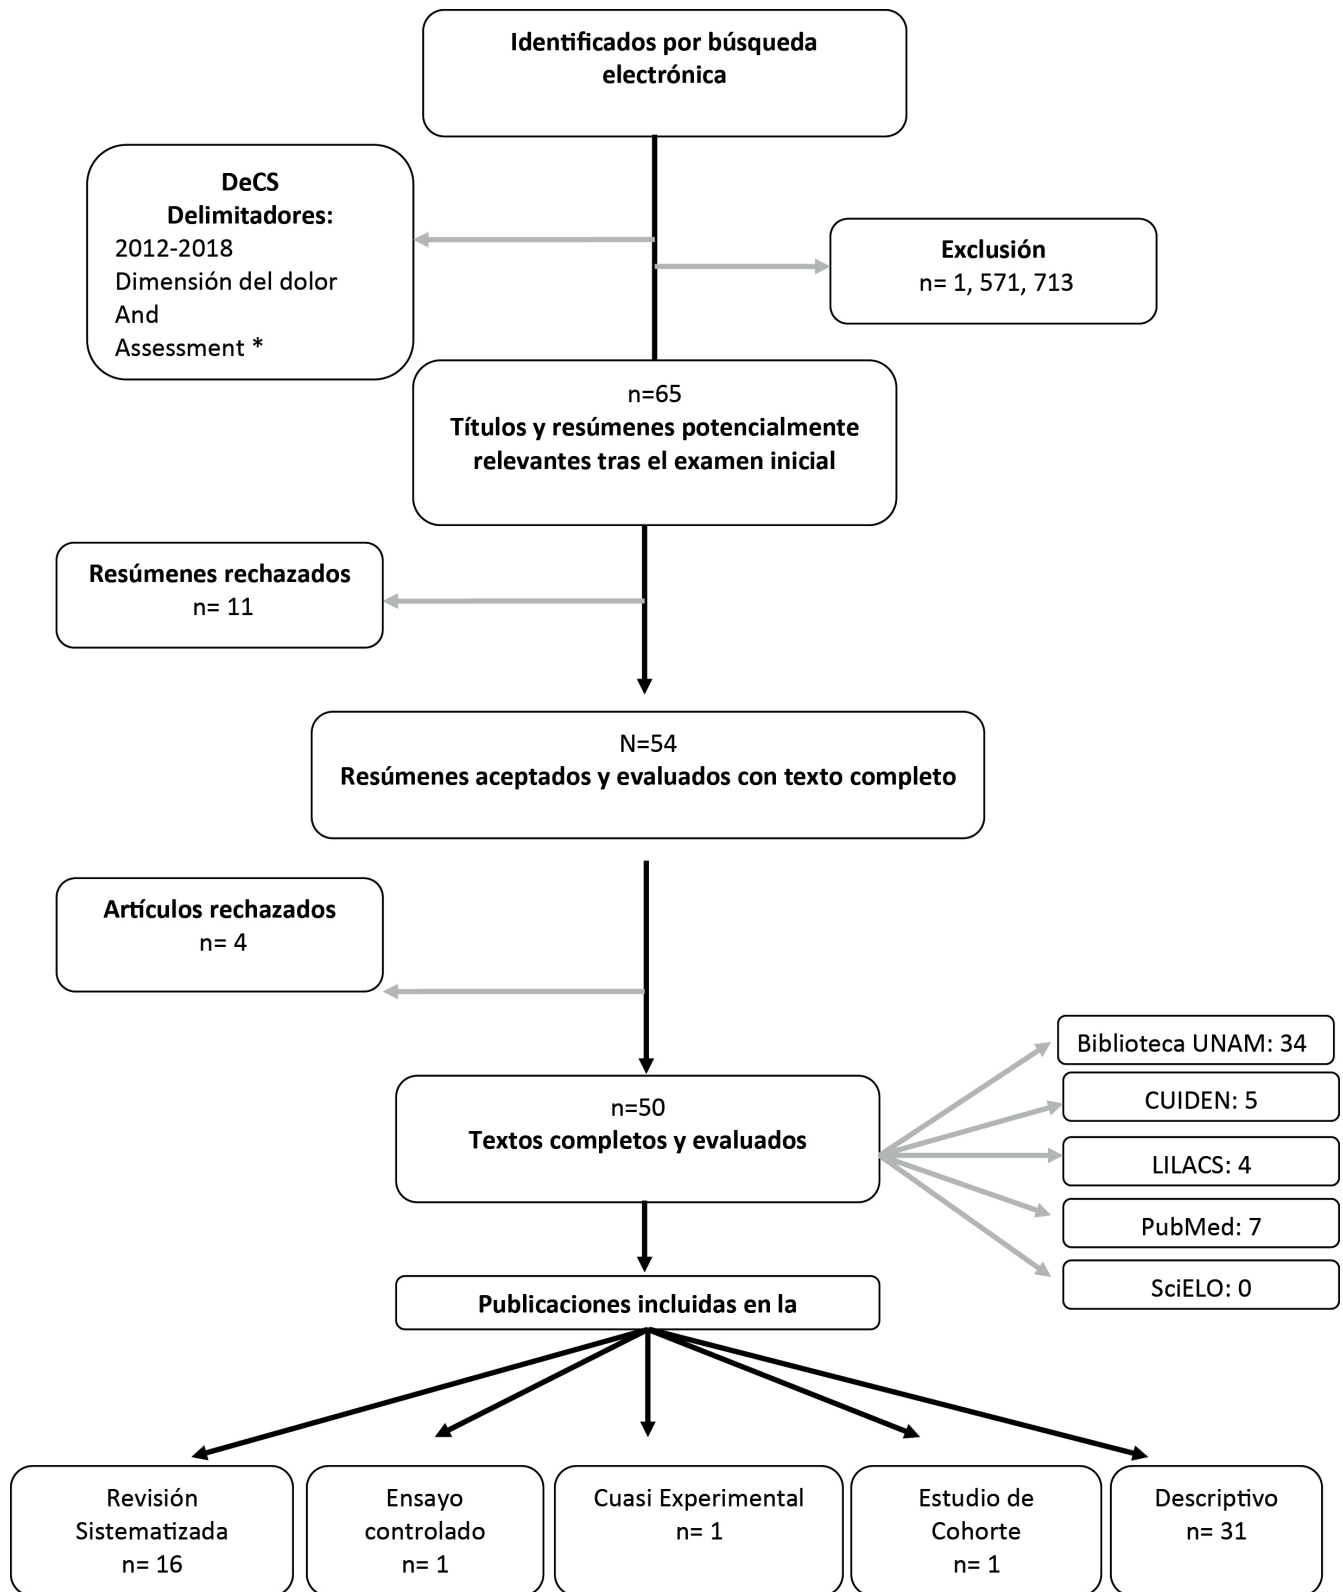 Identificados por búsqueda
electrónica
DeCS
Delimitadores:
2012-2018
Dimensión del dolor
And
Assessment *
Exclusión
n= 1, 571, 713
n=65
Títulos y resúmenes potencialmente
relevantes tras el examen inicial
Resúmenes rechazados
n= 11
N=54
Resúmenes aceptados y evaluados con texto completo
Artículos rechazados
n= 4
n=50
Textos completos y evaluados
Biblioteca UNAM: 34
CUIDEN: 5
LILACS: 4
PubMed: 7
SciELO: 0
Publicaciones incluidas en la
Revisión
Sistematizada
n= 16
Ensayo
controlado
n= 1
Cuasi Experimental
n= 1
Estudio de
Cohorte
n= 1
Descriptivo
n= 31